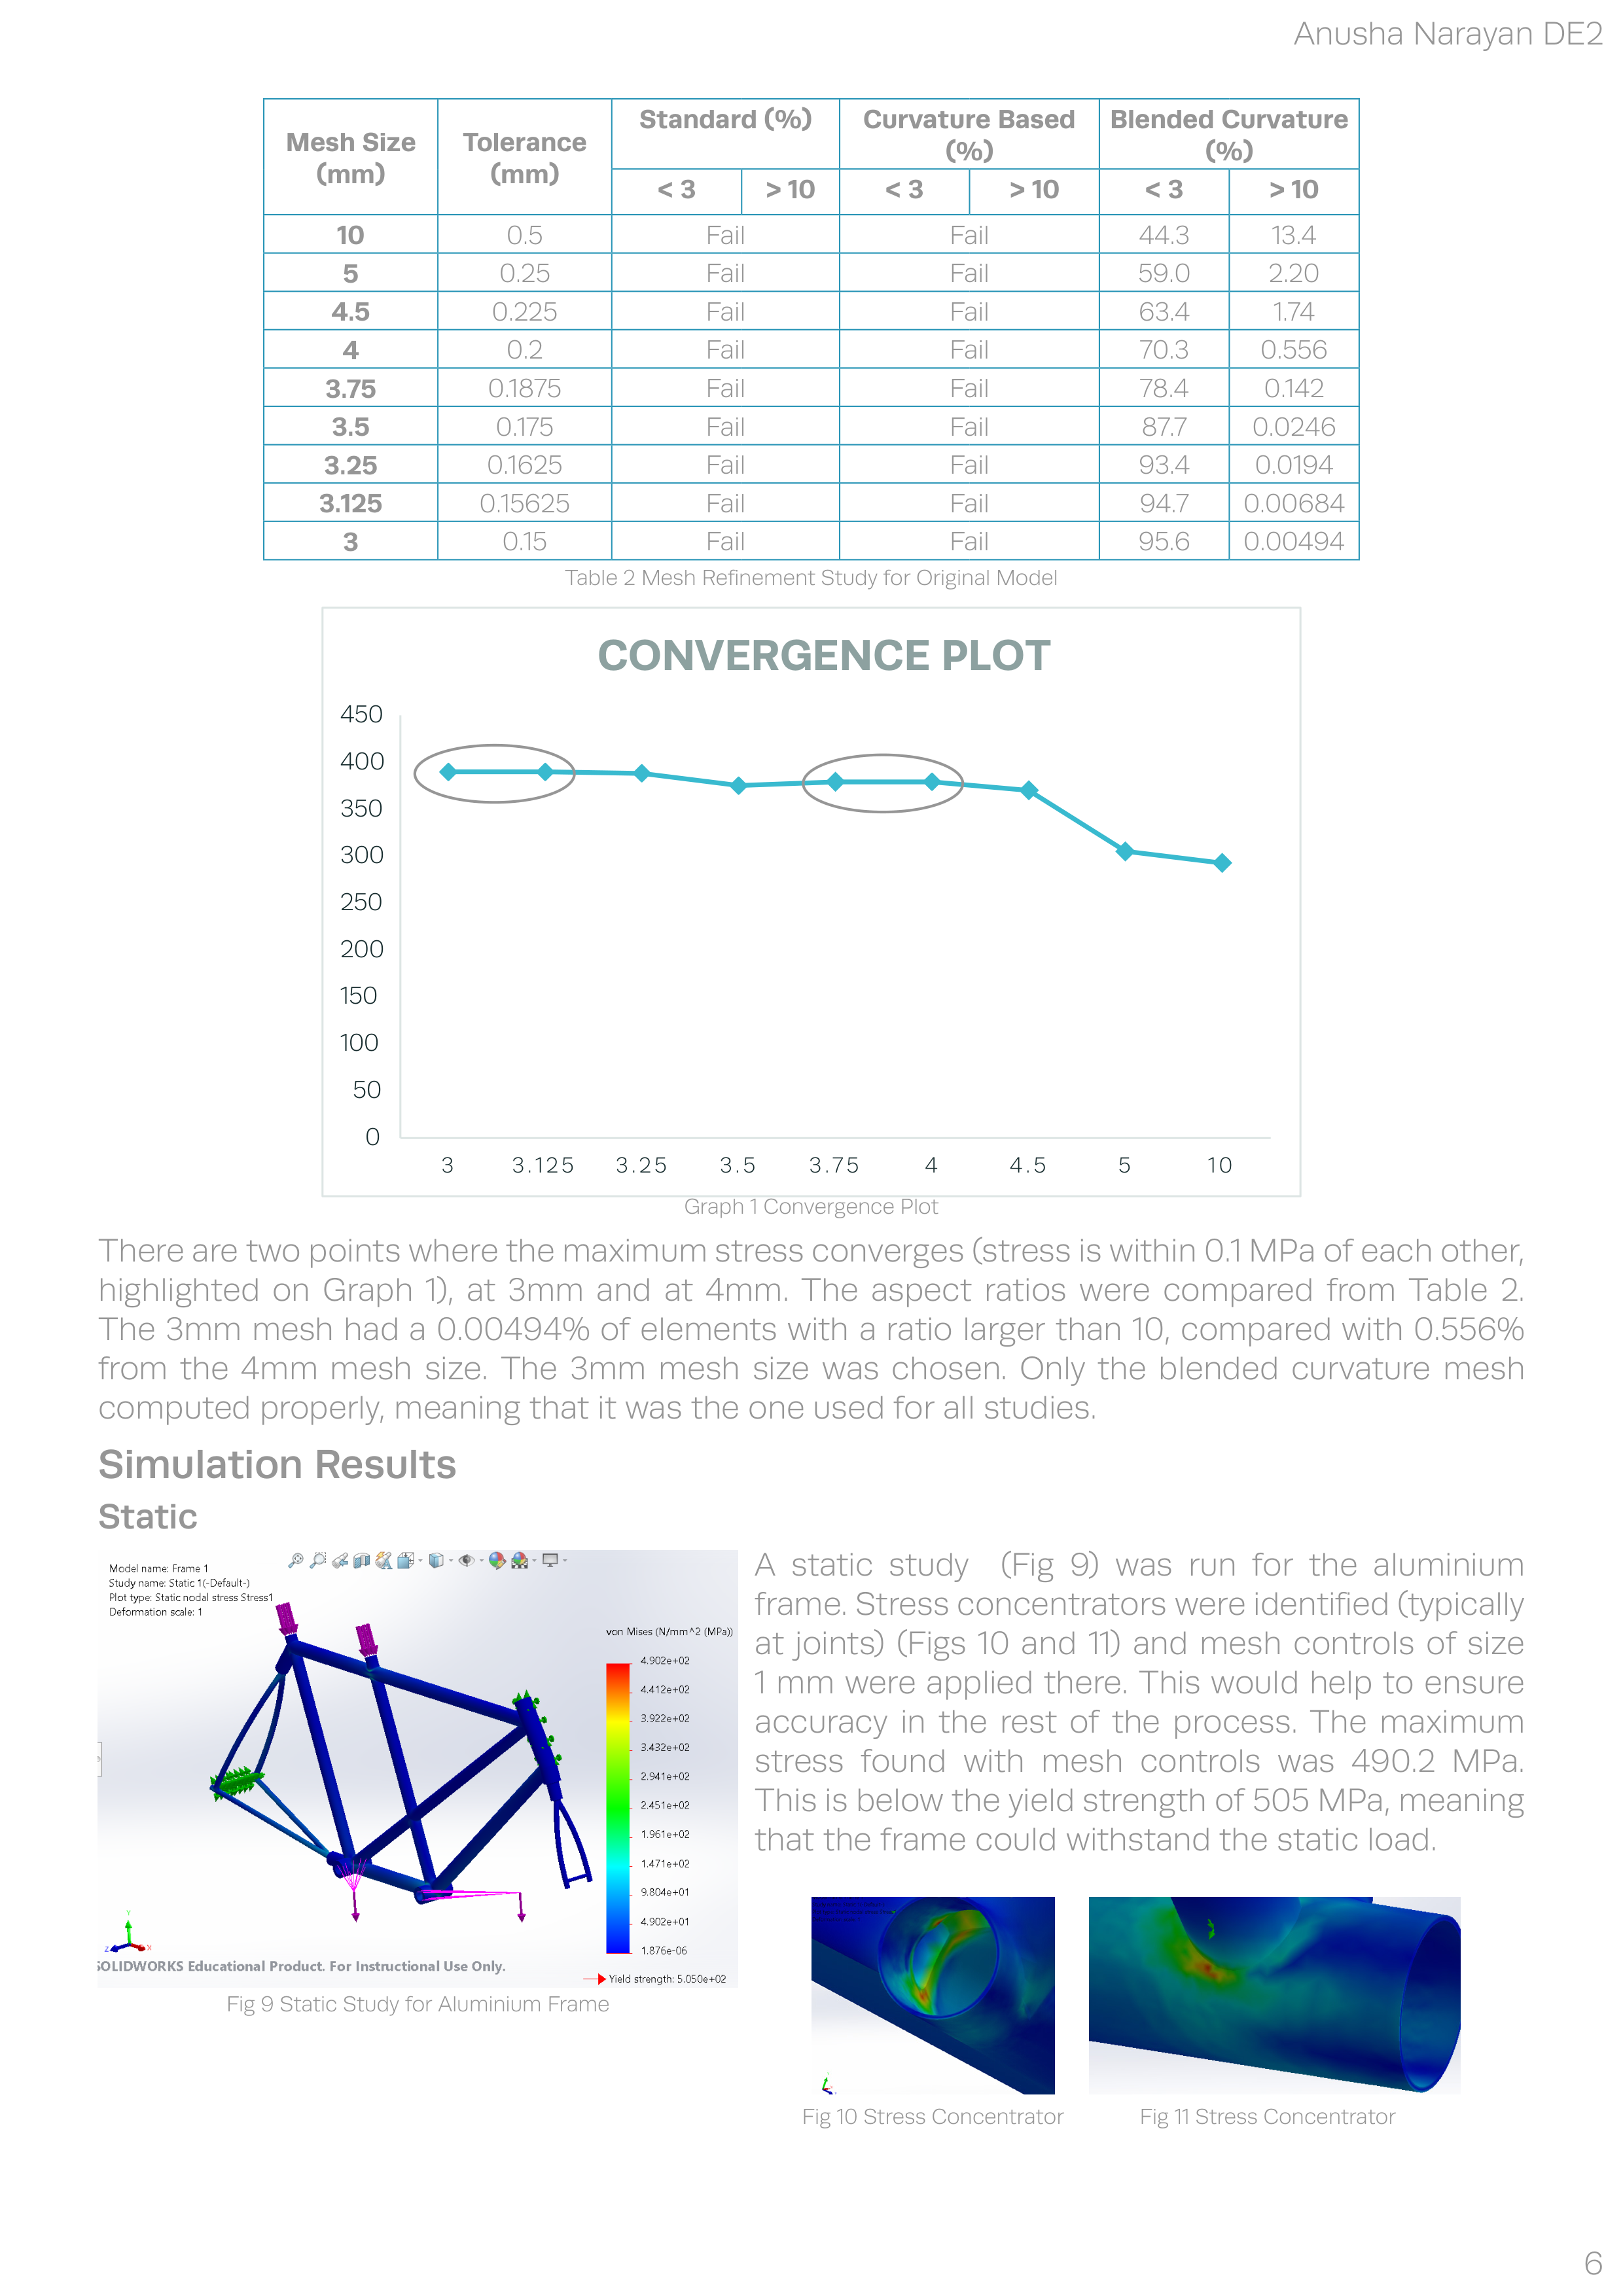 Anusha Narayan DE2
Mesh Size (mm) Tolerance (mm) Standard (%) Curvature Based (%) Blended Curvature (%)
< 3 > 10 < 3 > 10 < 3 > 10
10 0.5 Fail Fail 44.3 13.4
5 0.25 Fail Fail 59.0 2.20
4.5 0.225 Fail Fail 63.4 1.74
4 0.2 Fail Fail 70.3 0.556
3.75 0.1875 Fail Fail 78.4 0.142
3.5 0.175 Fail Fail 87.7 0.0246
3.25 0.1625 Fail Fail 93.4 0.0194
3.125 0.15625 Fail Fail 94.7 0.00684
3 0.15 Fail Fail 95.6 0.00494
Table 2 Mesh Refinement Study for Original Model
CONVERGENCE PLOT
450
400
350
300
250
200
150
100
50
0
3 3.125 3.25 3.5 3.75 4 4.5 5 10
Graph 1 Convergence Plot
There are two points where the maximum stress converges (stress is within 0.1 MPa of each other,
highlighted on Graph 1), at 3mm and at 4mm. The aspect ratios were compared from Table 2.
The 3mm mesh had a 0.00494% of elements with a ratio larger than 10, compared with 0.556%
from the 4mm mesh size. The 3mm mesh size was chosen. Only the blended curvature mesh
computed properly, meaning that it was the one used for all studies.
Simulation Results
Static
Model name: Frame 1
Study name: Static 1(-Default-)
Plot type: Static nodal stress Stress1
Deformation scale: 1
von Mises (N/mm^2 (MPa))
4.902e+02
4.412e+02
3.922e+02
3.432e+02
2.941e+02
2.451e+02
1.961e+02
1.471e+02
9.804e+01
4.902e+01
1.876e-06
Yield strength: 5.050e+02
Y
Z
X
SOLIDWORKS Educational Product. For Instructional Use Only.
Fig 9 Static Study for Aluminium Frame
A static study (Fig 9) was run for the aluminium
frame. Stress concentrators were identified (typically
at joints) (Figs 10 and 11) and mesh controls of size
1 mm were applied there. This would help to ensure
accuracy in the rest of the process. The maximum
stress found with mesh controls was 490.2 MPa.
This is below the yield strength of 505 MPa, meaning
that the frame could withstand the static load.
Fig 10 Stress Concentrator
Fig 11 Stress Concentrator
6